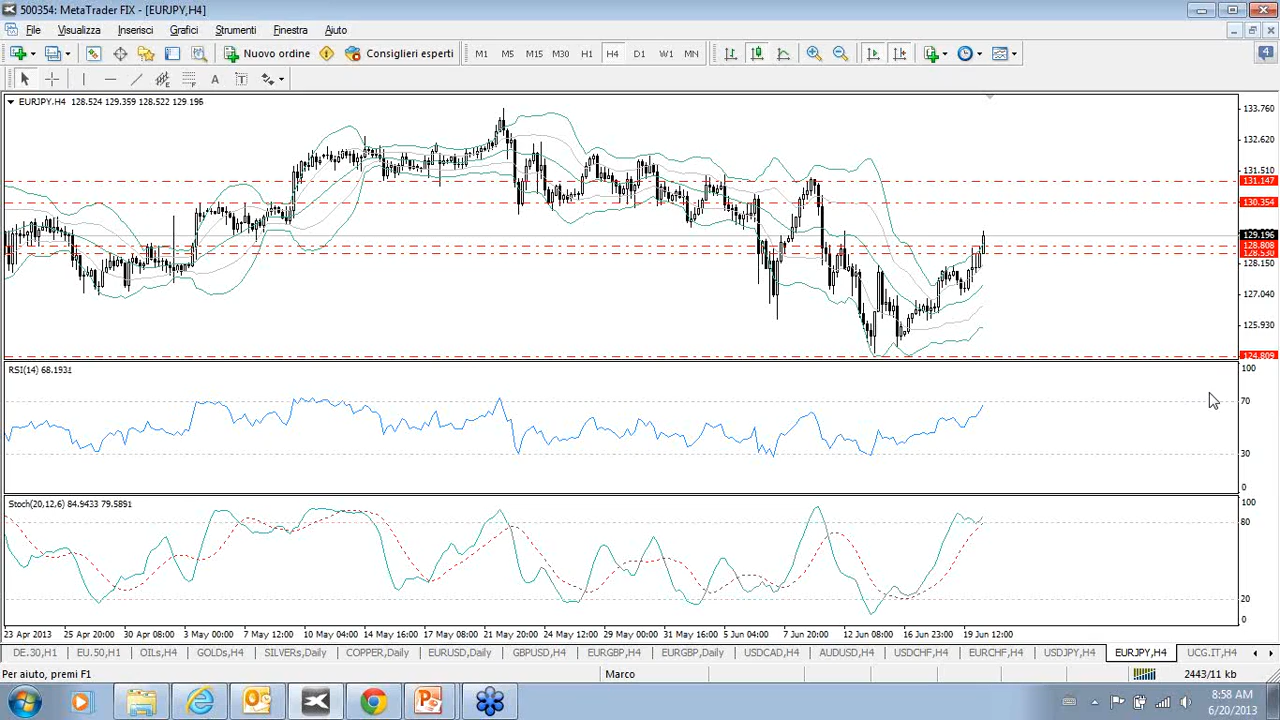 500354: MetaTrader FIX - [EURJPY,H4]
File Visualizza Inserisci Grafici Strumenti Finestra Aiuto
Nuovo ordine Consiglieri esperti M1 M5 M15 M30 H1 H4 D1 W1 MN 4
A T
EURJPY,H4 128.524 129.359 128.522 129.196
133.760
132.620
131.510
131.147
130.354
129.196
128.808
128.530
128.150
127.040
125.930
124.809
RSI(14) 68.1931
100
70
30
0
Stoch(20,12,6) 84.9433 79.5891
100
80
20
0
23 Apr 2013 25 Apr 20:00 30 Apr 08:00 3 May 00:00 7 May 12:00 10 May 04:00 14 May 16:00 17 May 08:00 21 May 20:00 24 May 12:00 29 May 00:00 31 May 16:00 5 Jun 04:00 7 Jun 20:00 12 Jun 08:00 16 Jun 23:00 19 Jun 12:00
DE.30,H1 EU.50,H1 OILs,H4 GOLDs,H4 SILVERs,Daily COPPER,Daily EURUSD,Daily GBPUSD,H4 EURGBP,H4 EURGBP,Daily USDCAD,H4 AUDUSD,H4 USDCHF,H4 EURCHF,H4 USDJPY,H4 EURJPY,H4 UCG.IT,H4
Per aiuto, premi F1 Marco 2443/11 kb
8:58 AM
6/20/2013